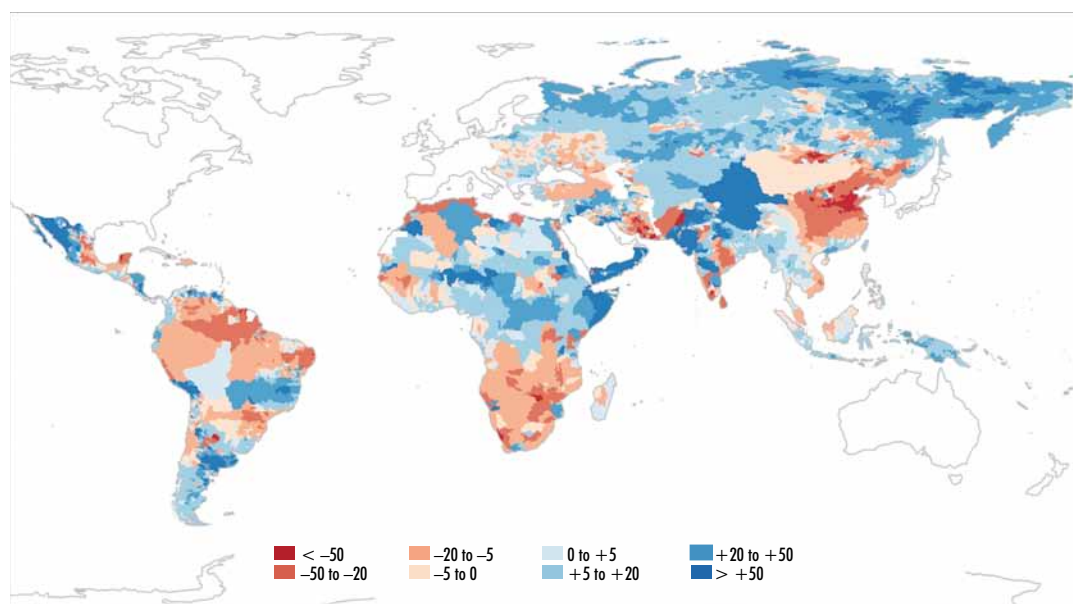 < –50 –20 to –5 0 to +5 +20 to +50
–50 to –20 –5 to 0 +5 to +20 > +50